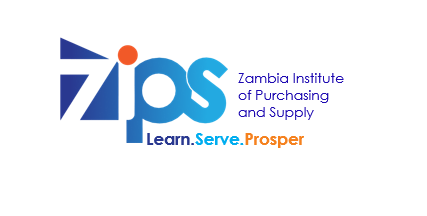 zips
Zambia Institute
of Purchasing
and Supply
Learn.Serve.Prosper